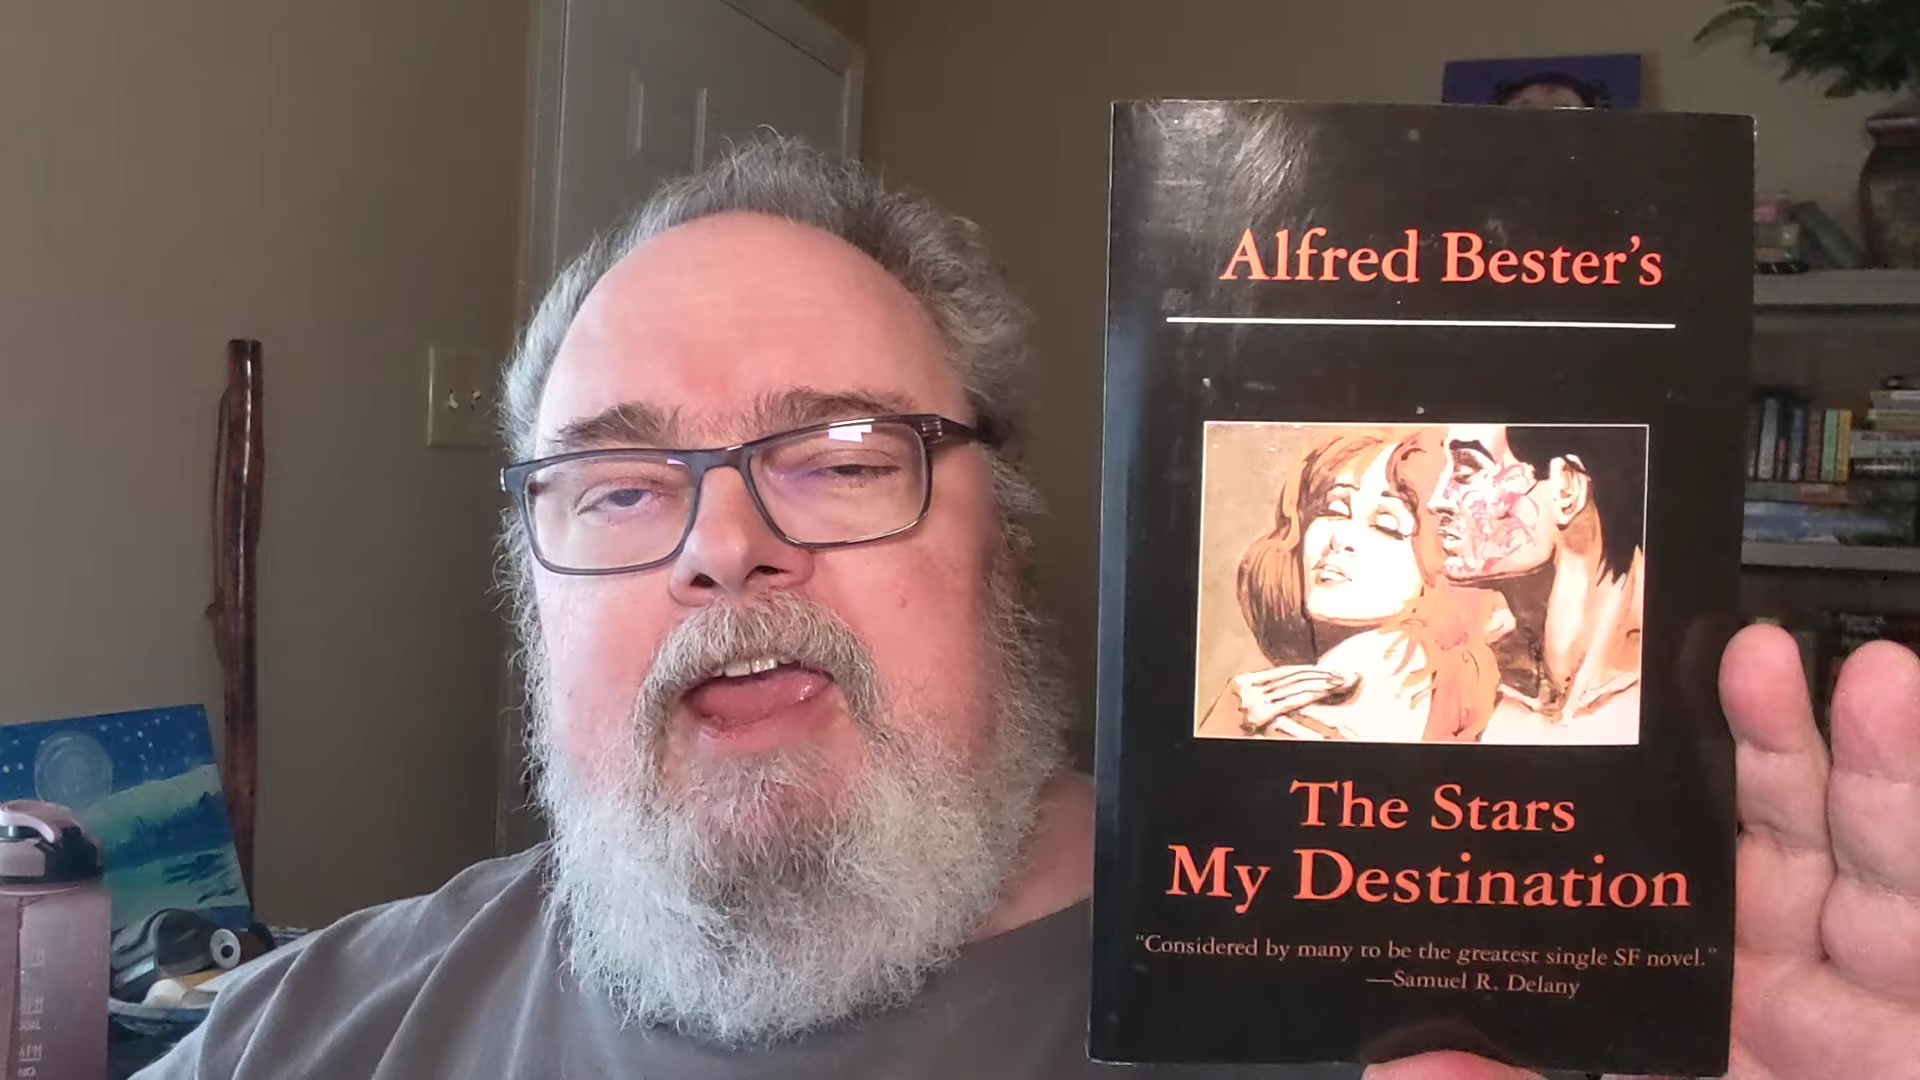 Alfred Bester's
The Stars
My Destination
“Considered by many to be the greatest single SF novel.”
—Samuel R. Delany